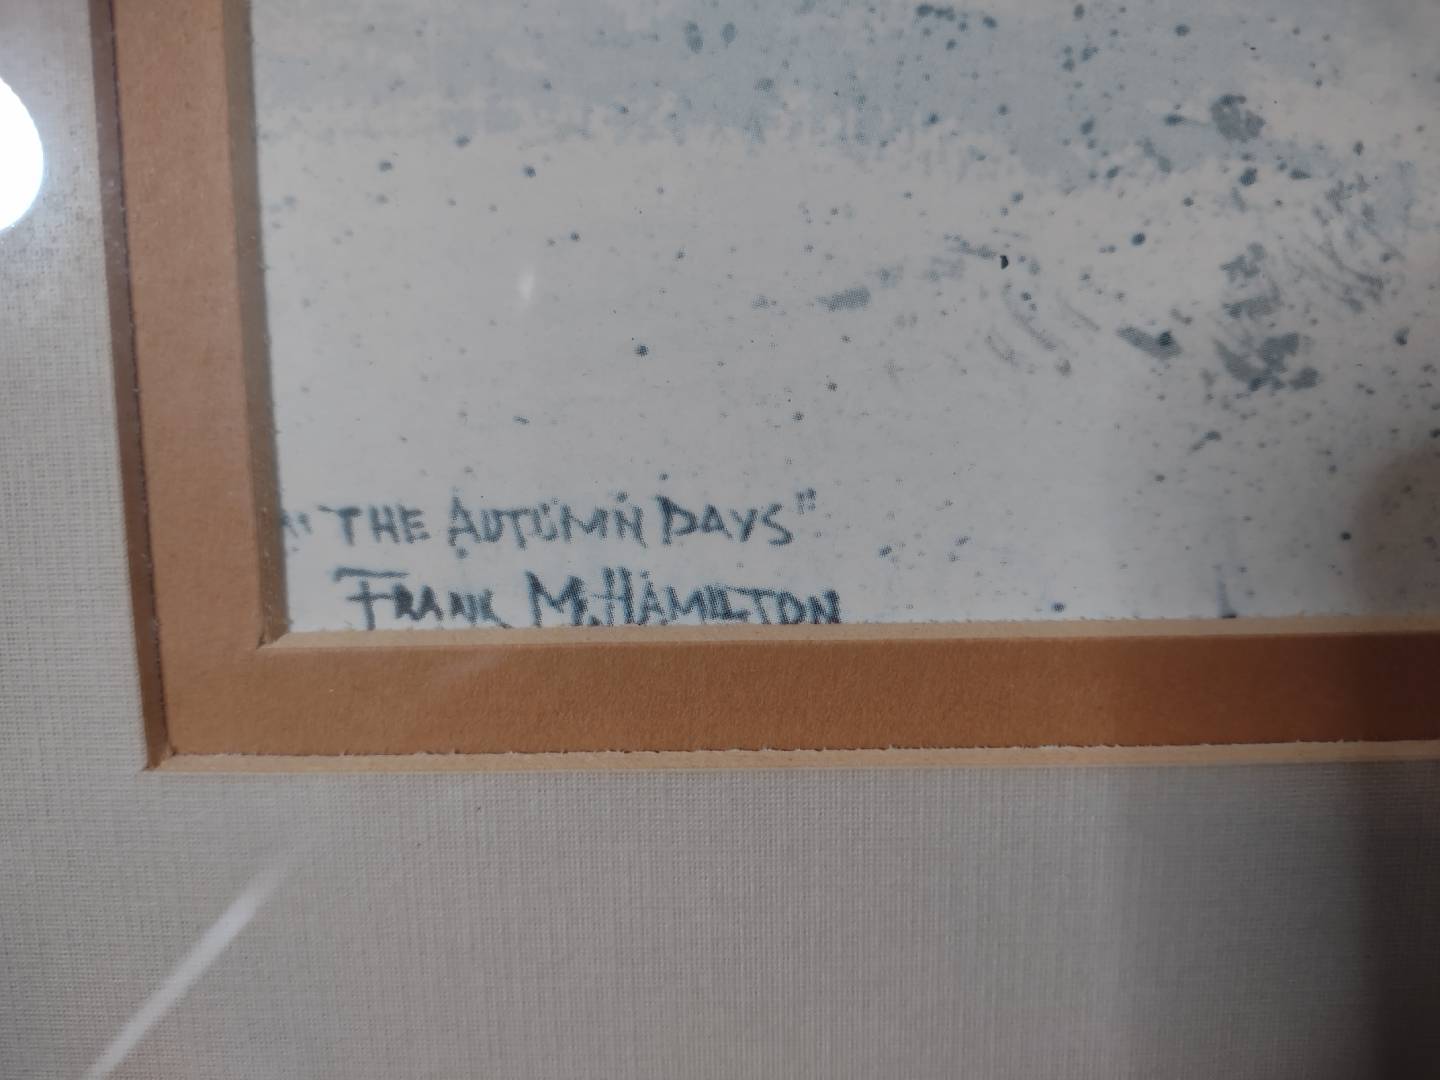 "THE AUTUMN DAYS"
FRANK M. HAMILTON